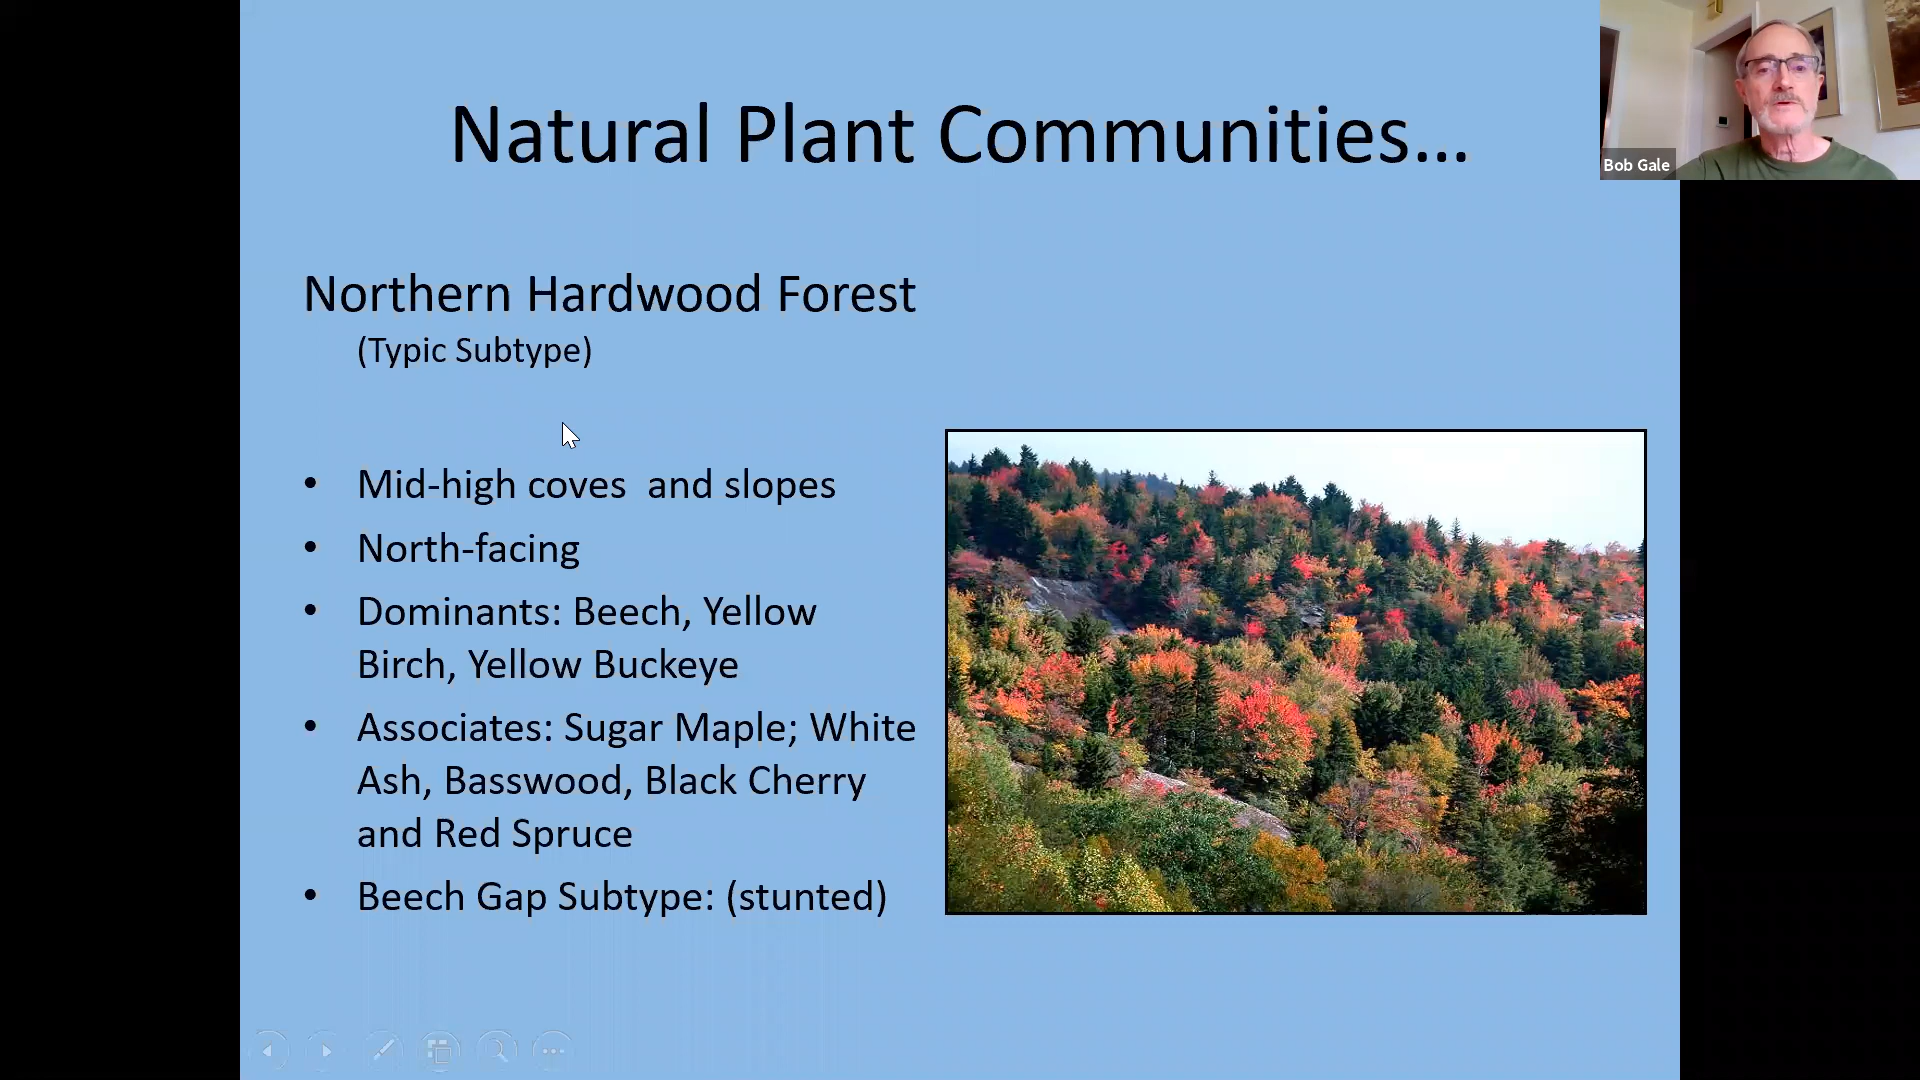 Natural Plant Communities...
Bob Gale
Northern Hardwood Forest
(Typic Subtype)
• Mid-high coves  and slopes
• North-facing
• Dominants: Beech, Yellow
Birch, Yellow Buckeye
• Associates: Sugar Maple; White
Ash, Basswood, Black Cherry
and Red Spruce
• Beech Gap Subtype: (stunted)